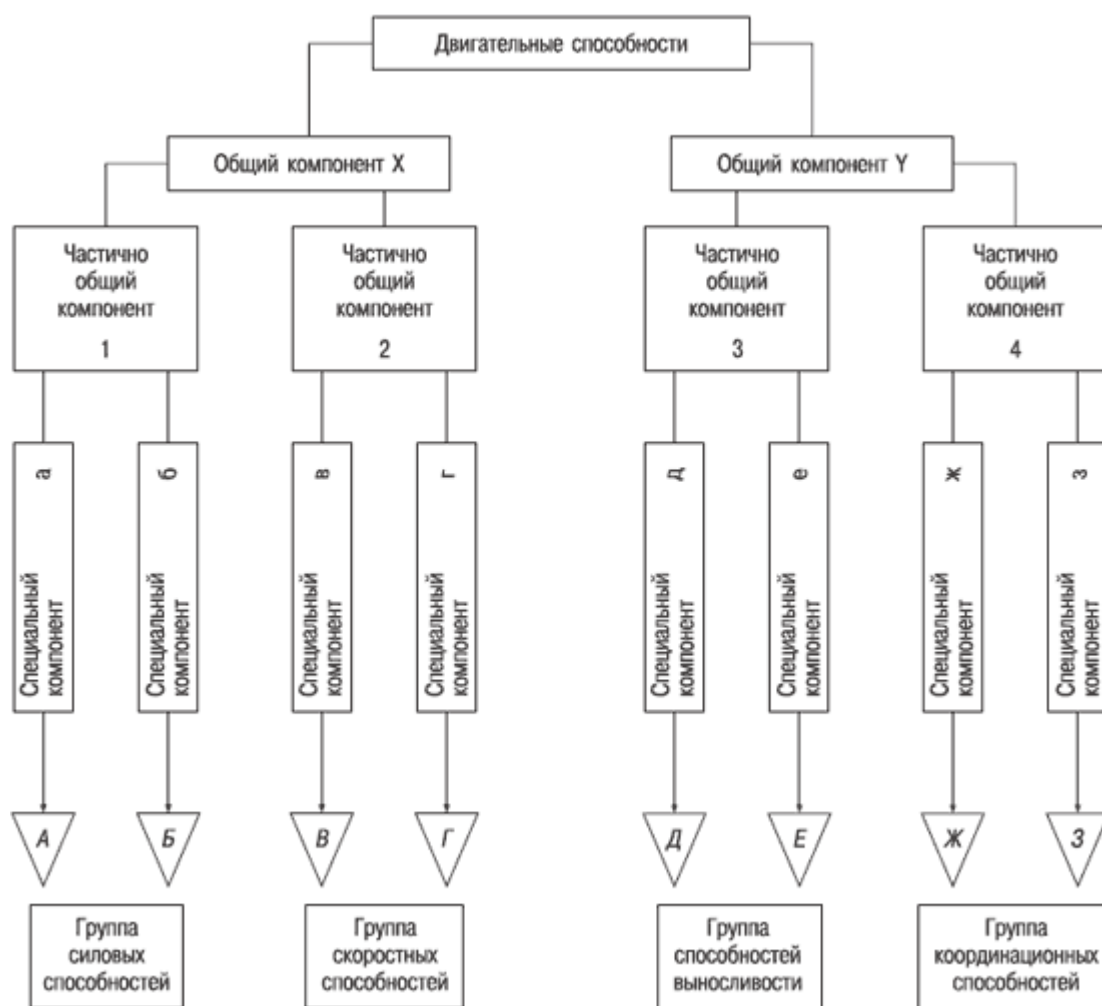 Двигательные способности
Общий компонент X
Общий компонент Y
Частично
общий
компонент
1
Частично
общий
компонент
2
Частично
общий
компонент
3
Частично
общий
компонент
4
Специальный
компонент
а
Специальный
компонент
б
Специальный
компонент
в
Специальный
компонент
г
Специальный
компонент
д
Специальный
компонент
е
Специальный
компонент
ж
Специальный
компонент
з
А
Б
В
Г
Д
Е
Ж
З
Группа
силовых
способностей
Группа
скоростных
способностей
Группа
способностей
выносливости
Группа
координационных
способностей